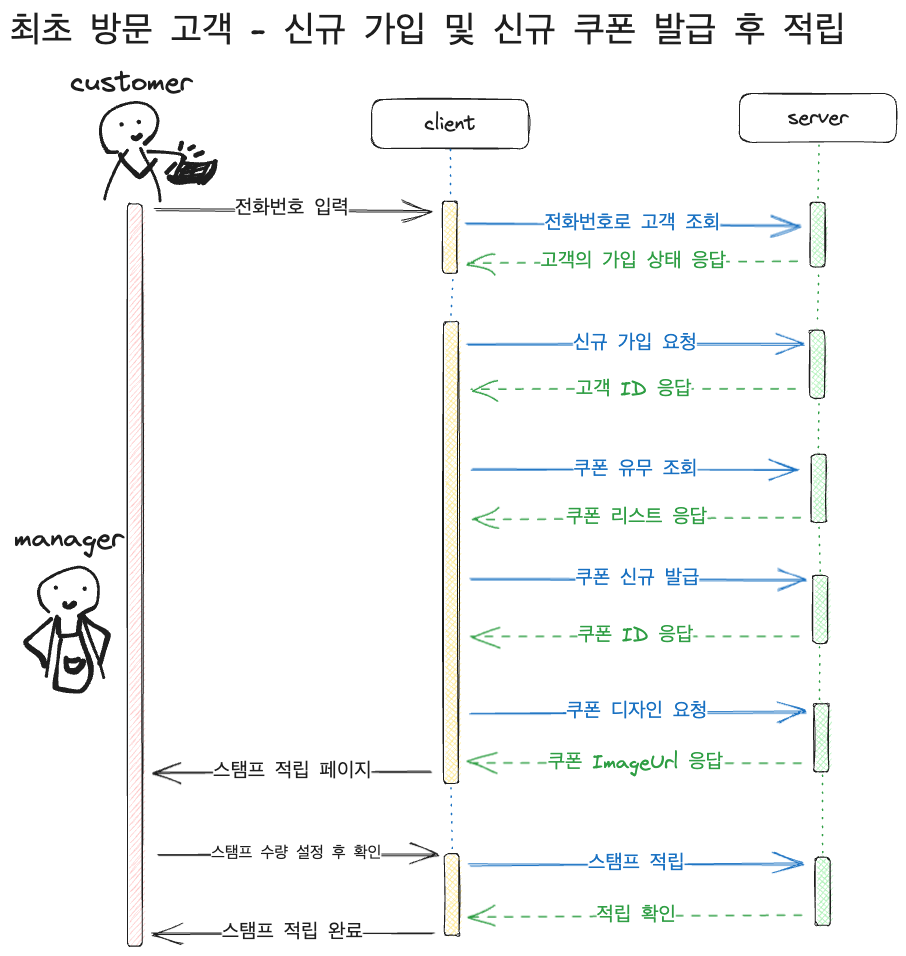 최초 방문 고객 - 신규 가입 및 신규 쿠폰 발급 후 적립
customer
client
server
전화번호 입력
전화번호로 고객 조회
고객의 가입 상태 응답
신규 가입 요청
고객 ID 응답
쿠폰 유무 조회
쿠폰 리스트 응답
manager
쿠폰 신규 발급
쿠폰 ID 응답
쿠폰 디자인 요청
쿠폰 ImageUrl 응답
스탬프 적립 페이지
스탬프 수량 설정 후 확인
스탬프 적립
적립 확인
스탬프 적립 완료